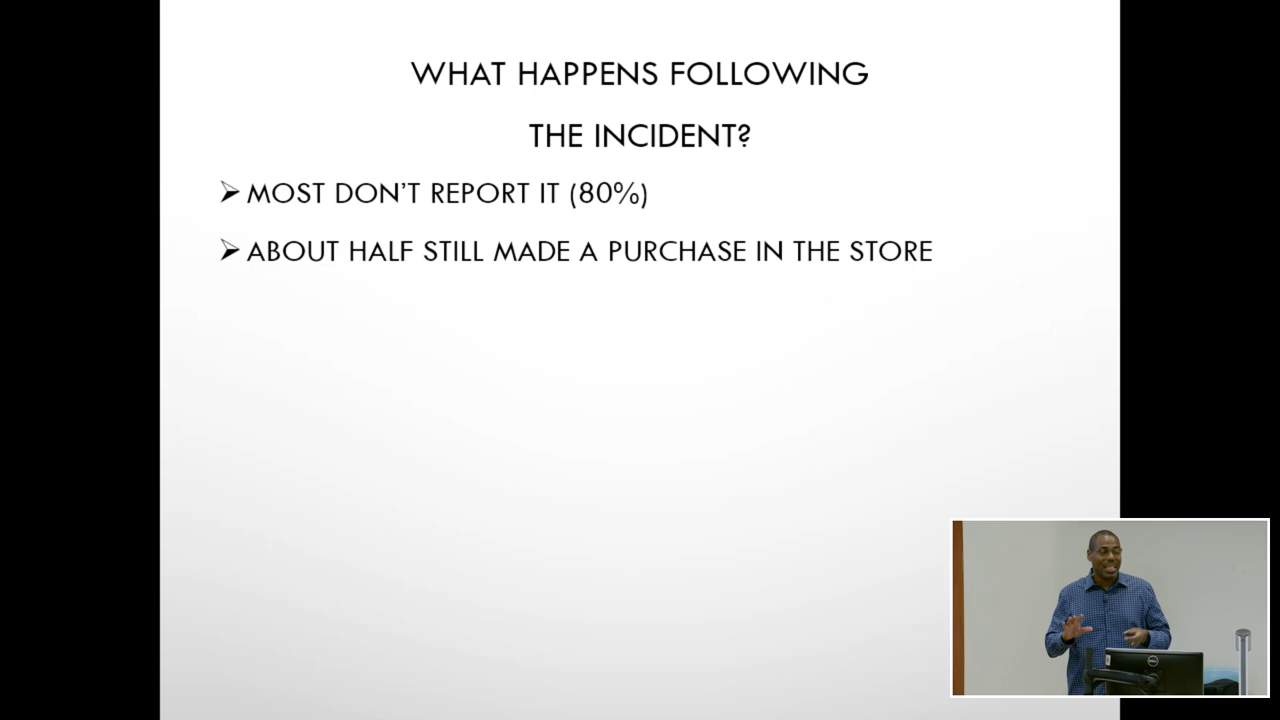 WHAT HAPPENS FOLLOWING
THE INCIDENT?
➢ MOST DON'T REPORT IT (80%)
➢ ABOUT HALF STILL MADE A PURCHASE IN THE STORE